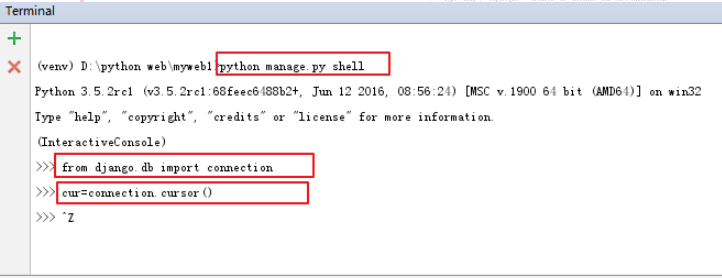 Terminal
(venv) D:\python web\myweb1>python manage.py shell
Python 3.5.2rc1 (v3.5.2rc1:68feec6488b2+, Jun 12 2016, 08:56:24) [MSC v.1900 64 bit (AMD64)] on win32
Type "help", "copyright", "credits" or "license" for more information.
(InteractiveConsole)
>>> from django.db import connection
>>> cur=connection.cursor()
>>> ^Z